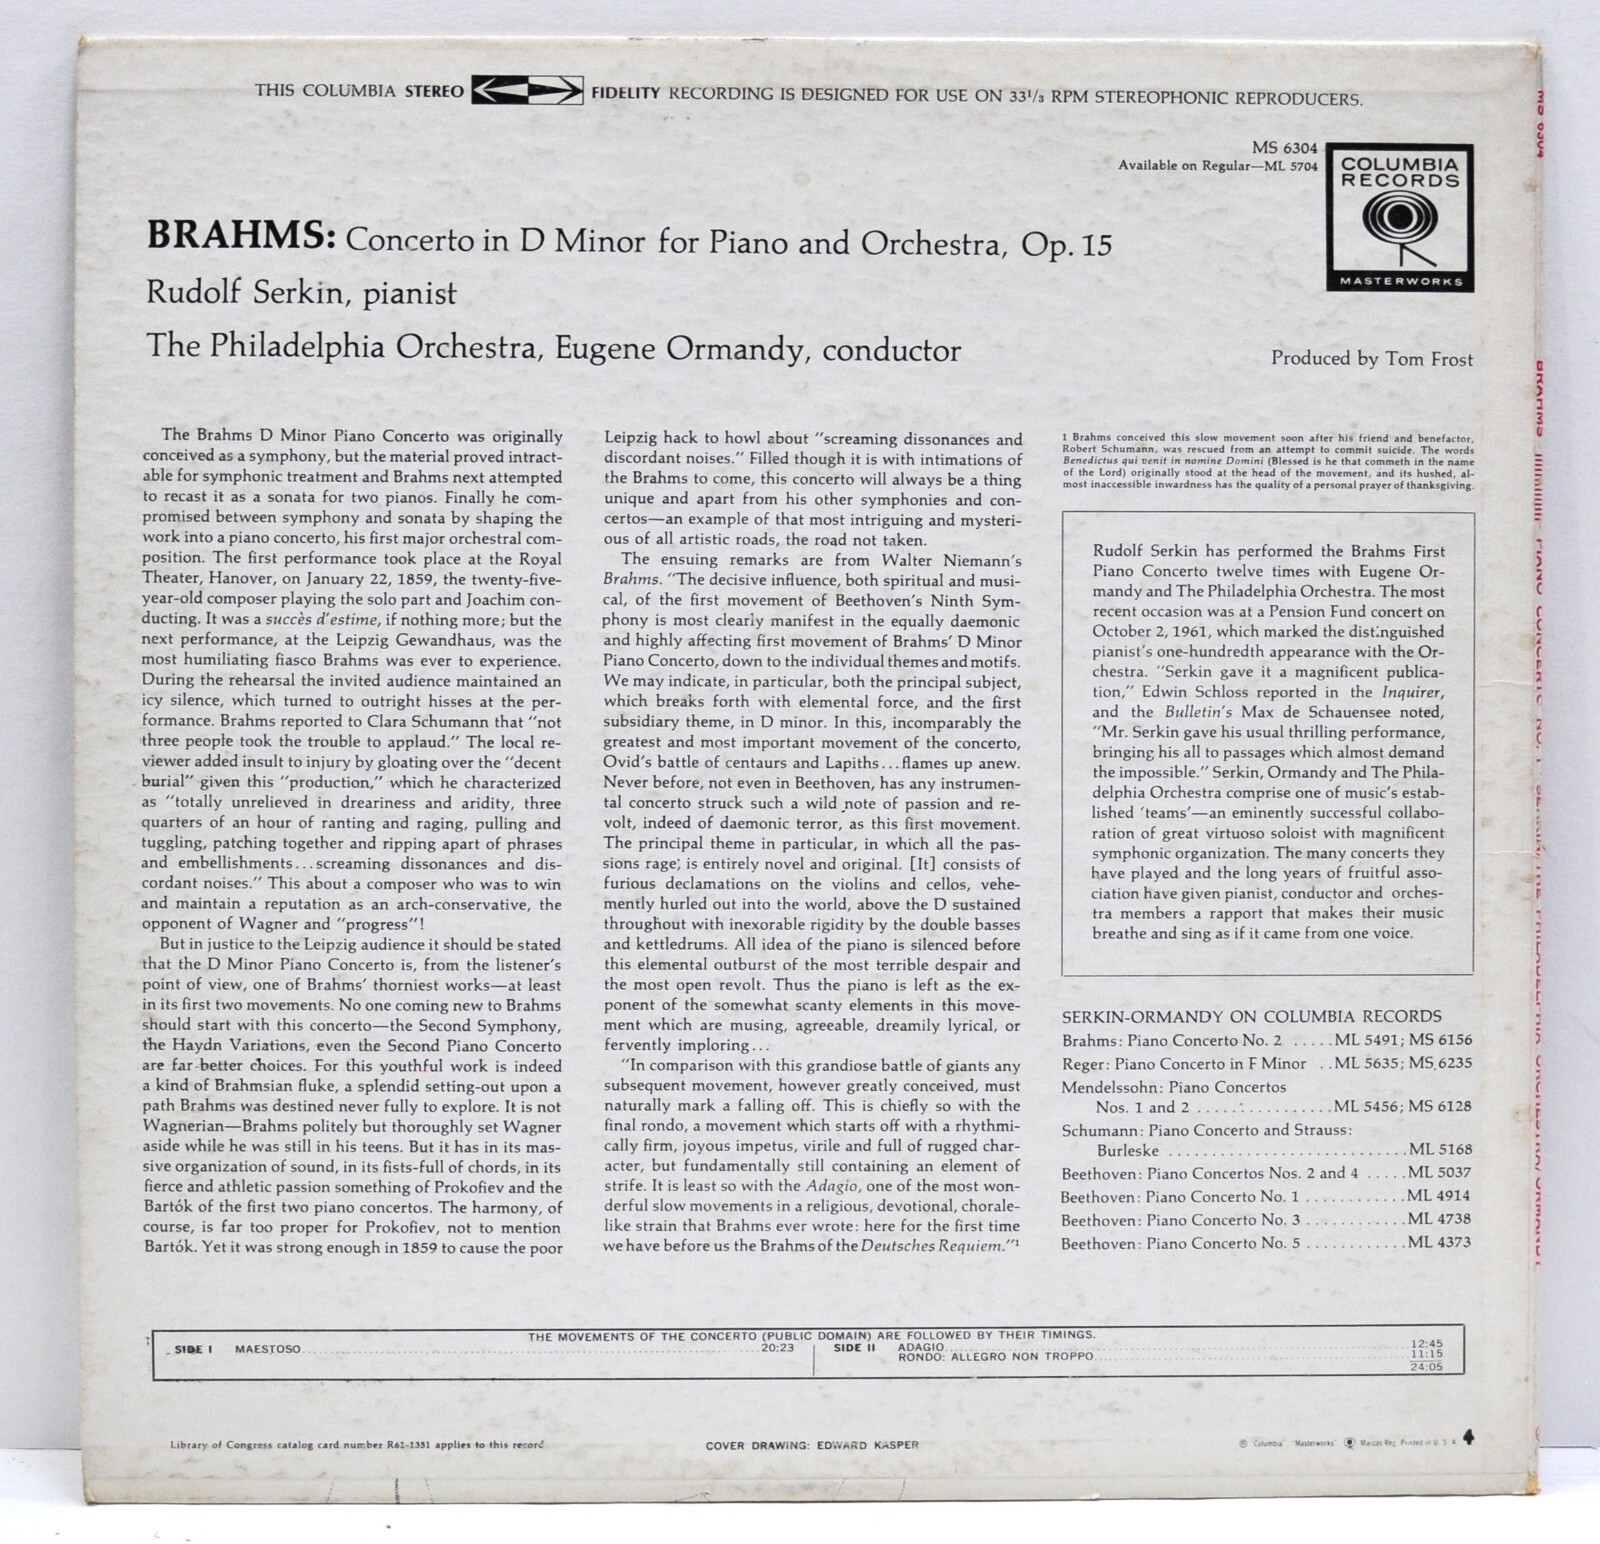 THIS COLUMBIA STEREO FIDELITY RECORDING IS DESIGNED FOR USE ON 33 1/3 RPM STEREOPHONIC REPRODUCERS.
MS 6304
Available on Regular—ML 5704
COLUMBIA
RECORDS
MASTERWORKS
BRAHMS: Concerto in D Minor for Piano and Orchestra, Op. 15
Rudolf Serkin, pianist
The Philadelphia Orchestra, Eugene Ormandy, conductor
Produced by Tom Frost
The Brahms D Minor Piano Concerto was originally
conceived as a symphony, but the material proved intract-
able for symphonic treatment and Brahms next attempted
to recast it as a sonata for two pianos. Finally he com-
promised between symphony and sonata by shaping the
work into a piano concerto, his first major orchestral com-
position. The first performance took place at the Royal
Theater, Hanover, on January 22, 1859, the twenty-five-
year-old composer playing the solo part and Joachim con-
ducting. It was a succès d'estime, if nothing more; but the
next performance, at the Leipzig Gewandhaus, was the
most humiliating fiasco Brahms was ever to experience.
During the rehearsal the invited audience maintained an
icy silence, which turned to outright hisses at the per-
formance. Brahms reported to Clara Schumann that "not
three people took the trouble to applaud." The local re-
viewer added insult to injury by gloating over the "decent
burial" given this "production," which he characterized
as "totally unrelieved in dreariness and aridity, three
quarters of an hour of ranting and raging, pulling and
tuggling, patching together and ripping apart of phrases
and embellishments...screaming dissonances and dis-
cordant noises." This about a composer who was to win
and maintain a reputation as an arch-conservative, the
opponent of Wagner and "progress"!
But in justice to the Leipzig audience it should be stated
that the D Minor Piano Concerto is, from the listener's
point of view, one of Brahms' thorniest works—at least
in its first two movements. No one coming new to Brahms
should start with this concerto—the Second Symphony,
the Haydn Variations, even the Second Piano Concerto
are far better choices. For this youthful work is indeed
a kind of Brahmsian fluke, a splendid setting-out upon a
path Brahms was destined never fully to explore. It is not
Wagnerian—Brahms politely but thoroughly set Wagner
aside while he was still in his teens. But it has in its mas-
sive organization of sound, in its fists-full of chords, in its
fierce and athletic passion something of Prokofiev and the
Bartók of the first two piano concertos. The harmony, of
course, is far too proper for Prokofiev, not to mention
Bartók. Yet it was strong enough in 1859 to cause the poor
Leipzig hack to howl about "screaming dissonances and
discordant noises." Filled though it is with intimations of
the Brahms to come, this concerto will always be a thing
unique and apart from his other symphonies and con-
certos—an example of that most intriguing and mysteri-
ous of all artistic roads, the road not taken.
The ensuing remarks are from Walter Niemann's
Brahms. "The decisive influence, both spiritual and musi-
cal, of the first movement of Beethoven's Ninth Sym-
phony is most clearly manifest in the equally daemonic
and highly affecting first movement of Brahms' D Minor
Piano Concerto, down to the individual themes and motifs.
We may indicate, in particular, both the principal subject,
which breaks forth with elemental force, and the first
subsidiary theme, in D minor. In this, incomparably the
greatest and most important movement of the concerto,
Ovid's battle of centaurs and Lapiths...flames up anew.
Never before, not even in Beethoven, has any instrumen-
tal concerto struck such a wild note of passion and re-
volt, indeed of daemonic terror, as this first movement.
The principal theme in particular, in which all the pas-
sions rage, is entirely novel and original. [It] consists of
furious declamations on the violins and cellos, vehe-
mently hurled out into the world, above the D sustained
throughout with inexorable rigidity by the double basses
and kettledrums. All idea of the piano is silenced before
this elemental outburst of the most terrible despair and
the most open revolt. Thus the piano is left as the ex-
ponent of the somewhat scanty elements in this move-
ment which are musing, agreeable, dreamily lyrical, or
fervently imploring...
"In comparison with this grandiose battle of giants any
subsequent movement, however greatly conceived, must
naturally mark a falling off. This is chiefly so with the
final rondo, a movement which starts off with a rhythmi-
cally firm, joyous impetus, virile and full of rugged char-
acter, but fundamentally still containing an element of
strife. It is least so with the Adagio, one of the most won-
derful slow movements in a religious, devotional, chorale-
like strain that Brahms ever wrote: here for the first time
we have before us the Brahms of the Deutsches Requiem."1
1 Brahms conceived this slow movement soon after his friend and benefactor,
Robert Schumann, was rescued from an attempt to commit suicide. The words
Benedictus qui venit in nomine Domini (Blessed is he that commeth in the name
of the Lord) originally stood at the head of the movement, and its hushed, al-
most inaccessible inwardness has the quality of a personal prayer of thanksgiving.
Rudolf Serkin has performed the Brahms First
Piano Concerto twelve times with Eugene Or-
mandy and The Philadelphia Orchestra. The most
recent occasion was at a Pension Fund concert on
October 2, 1961, which marked the distinguished
pianist's one-hundredth appearance with the Or-
chestra. "Serkin gave it a magnificent publica-
tion," Edwin Schloss reported in the Inquirer,
and the Bulletin's Max de Schauensee noted,
"Mr. Serkin gave his usual thrilling performance,
bringing his all to passages which almost demand
the impossible." Serkin, Ormandy and The Phila-
delphia Orchestra comprise one of music's estab-
lished 'teams'—an eminently successful collabo-
ration of great virtuoso soloist with magnificent
symphonic organization. The many concerts they
have played and the long years of fruitful asso-
ciation have given pianist, conductor and orches-
tra members a rapport that makes their music
breathe and sing as if it came from one voice.
SERKIN-ORMANDY ON COLUMBIA RECORDS
Brahms: Piano Concerto No. 2 .....ML 5491; MS 6156
Reger: Piano Concerto in F Minor ..ML 5635; MS 6235
Mendelssohn: Piano Concertos
Nos. 1 and 2 ...............ML 5456; MS 6128
Schumann: Piano Concerto and Strauss:
Burleske ............................ML 5168
Beethoven: Piano Concertos Nos. 2 and 4 .....ML 5037
Beethoven: Piano Concerto No. 1 ............ML 4914
Beethoven: Piano Concerto No. 3 ............ML 4738
Beethoven: Piano Concerto No. 5 ............ML 4373
THE MOVEMENTS OF THE CONCERTO (PUBLIC DOMAIN) ARE FOLLOWED BY THEIR TIMINGS.
SIDE I MAESTOSO 20:23
SIDE II ADAGIO 12:45
RONDO: ALLEGRO NON TROPPO 11:15
24:05
Library of Congress catalog card number R62-1351 applies to this record
COVER DRAWING: EDWARD KASPER
℗ Columbia Masterworks Marcas Reg. Printed in U. S. A. 4
MS 6304